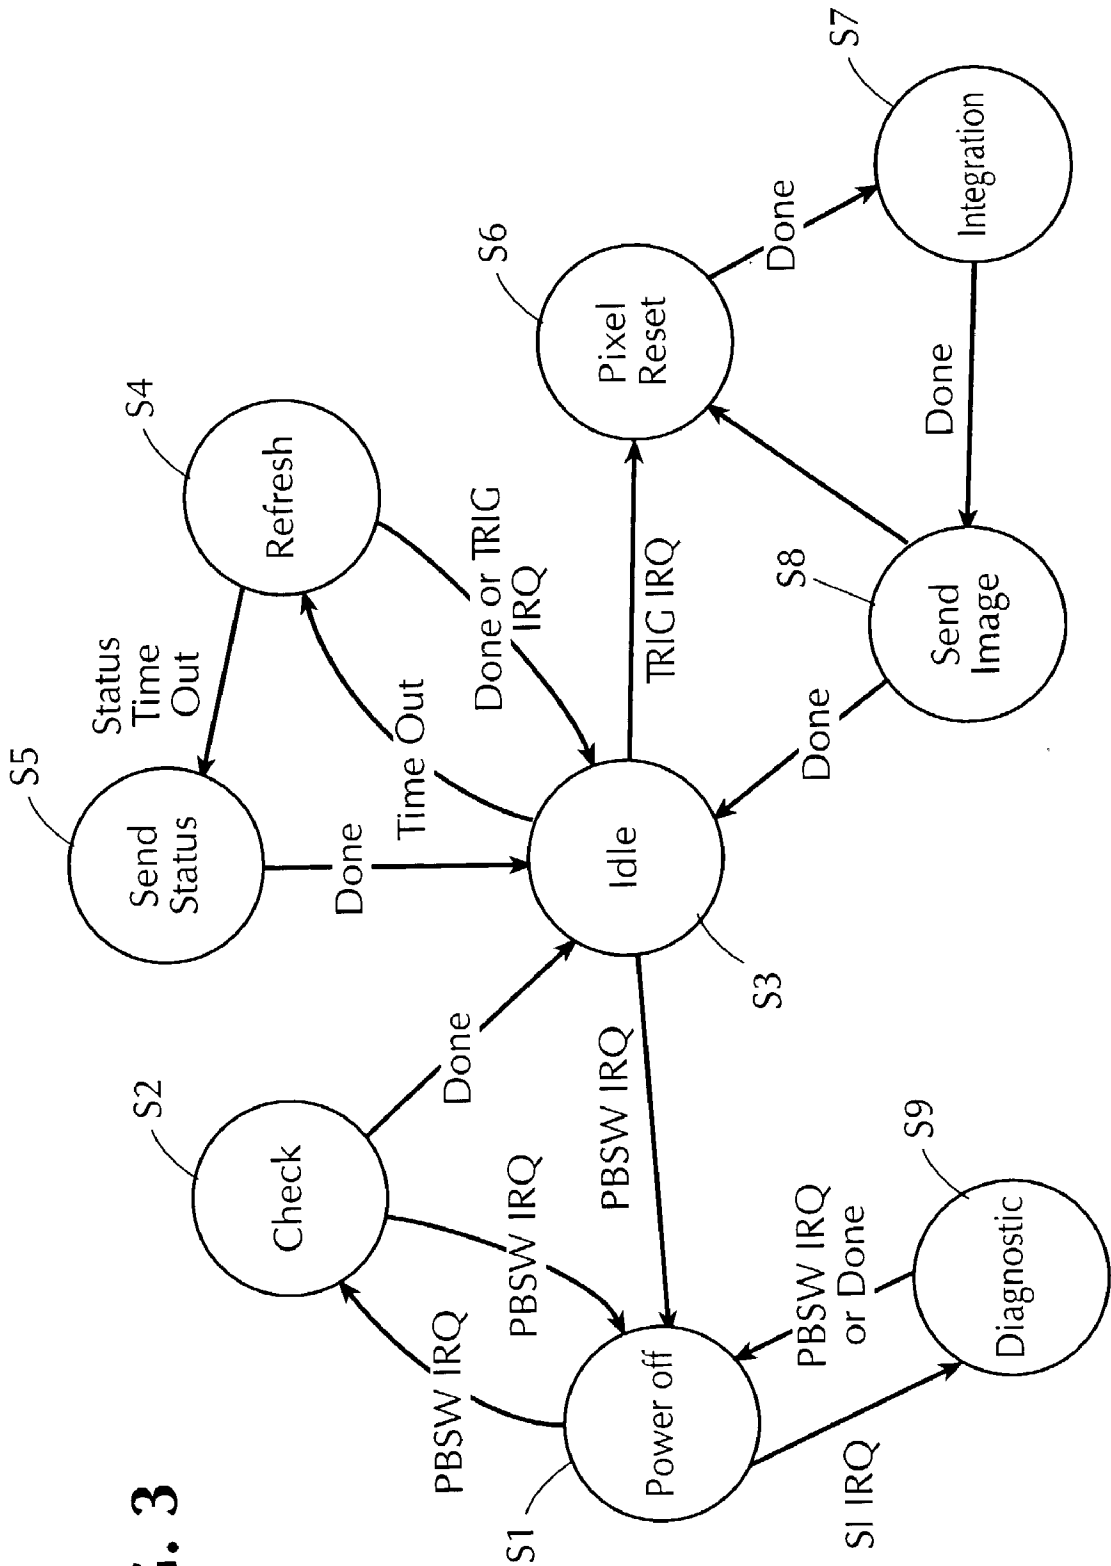 . 3
S1
Power off
PBSW IRQ
PBSW IRQ
S2
Check
Done
PBSW IRQ
SI IRQ
PBSW IRQ
or Done
S9
Diagnostic
S3
Idle
S5
Send
Status
Done
Status
Time
Out
S4
Refresh
Time Out
Done or TRIG
IRQ
TRIG IRQ
S6
Pixel
Reset
Done
S7
Integration
Done
S8
Send
Image
Done